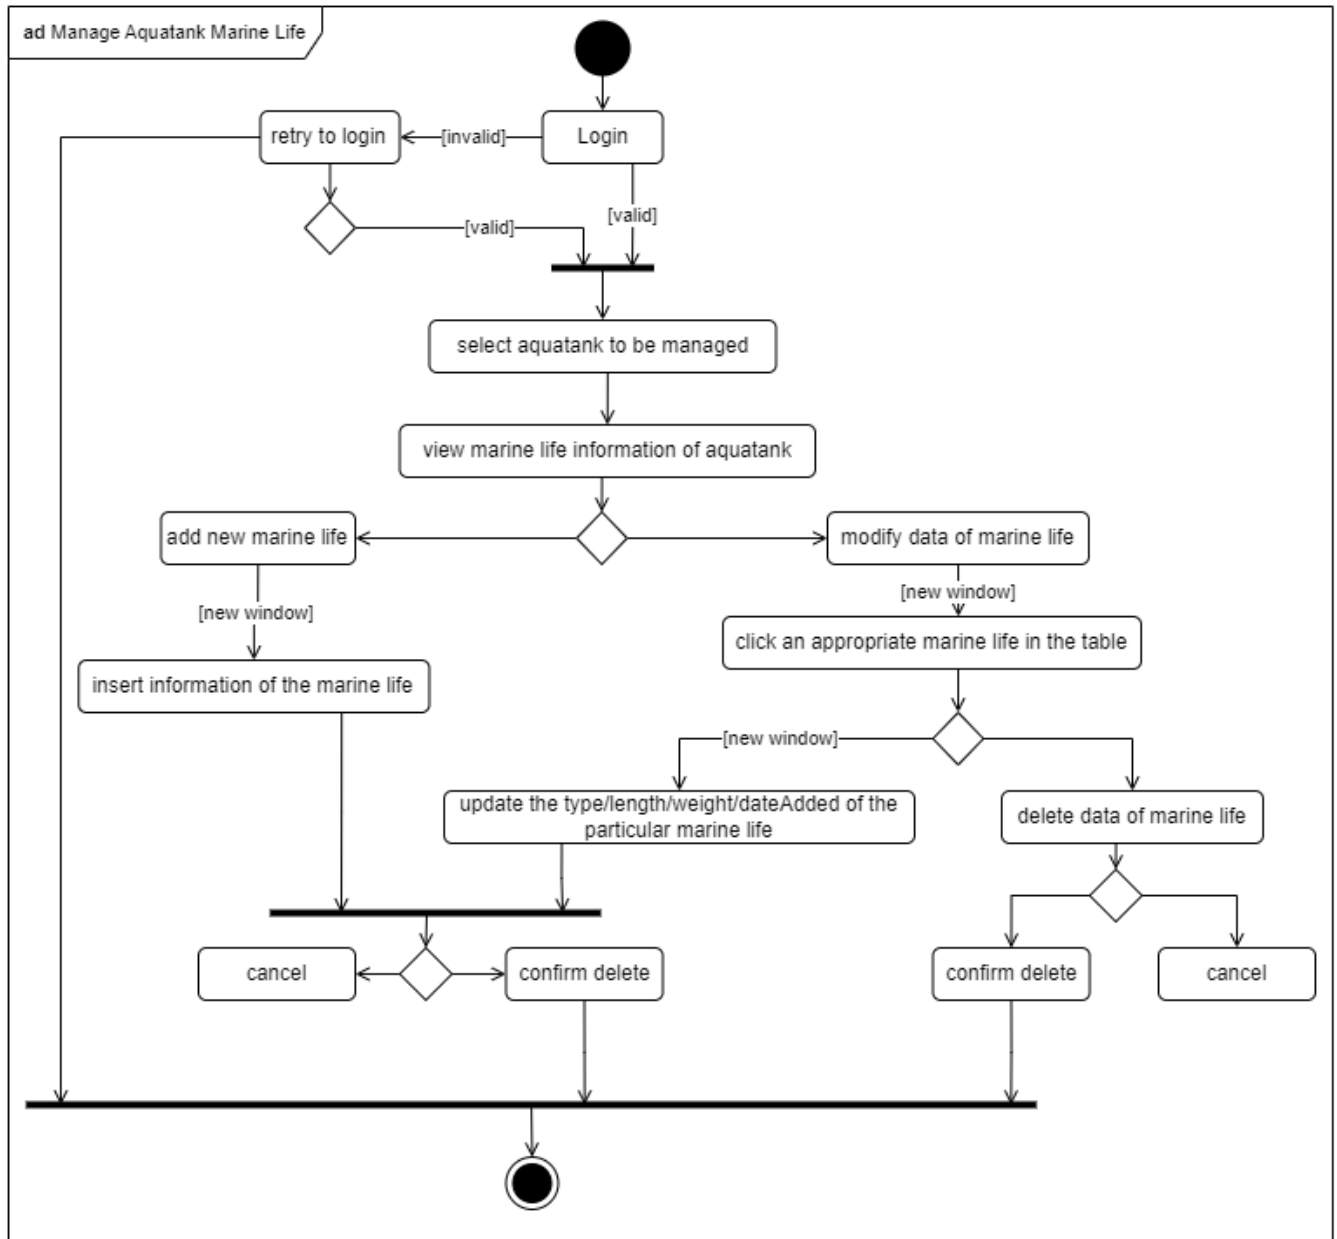 ad Manage Aquatank Marine Life
retry to login
[invalid]
Login
[valid]
[valid]
select aquatank to be managed
view marine life information of aquatank
add new marine life
modify data of marine life
[new window]
[new window]
click an appropriate marine life in the table
insert information of the marine life
[new window]
update the type/length/weight/dateAdded of the
particular marine life
delete data of marine life
cancel
confirm delete
confirm delete
cancel